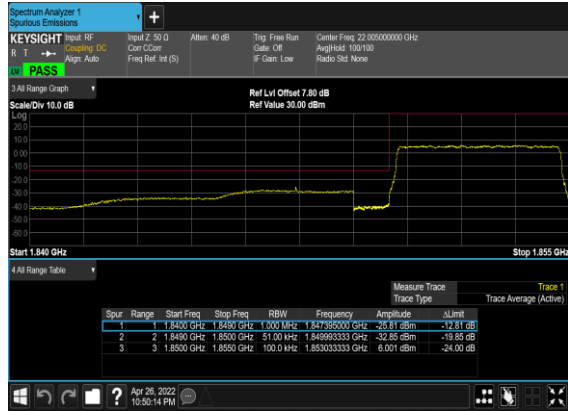 Spectrum Analyzer 1
Spurious Emissions
+
KEYSIGHT Input: RF Input Z: 50 Ω Atten: 40 dB Trig: Free Run Center Freq: 22.005000000 GHz
R T Coupling: DC Corr CCorr Gate: Off Avg|Hold: 100/100
Align: Auto Freq Ref: Int (S) IF Gain: Low Radio Std: None
PASS
3 All Range Graph Ref Lvl Offset 7.80 dB
Scale/Div 10.0 dB Ref Value 30.00 dBm
Log
20.0
10.0
0.00
-10.0
-20.0
-30.0
-40.0
-50.0
-60.0
Start 1.840 GHz Stop 1.855 GHz
4 All Range Table
Measure Trace Trace 1
Trace Type Trace Average (Active)
Spur Range Start Freq Stop Freq RBW Frequency Amplitude ΔLimit
1 1 1.8400 GHz 1.8490 GHz 1.000 MHz 1.847395000 GHz -25.81 dBm -12.81 dB
2 2 1.8490 GHz 1.8500 GHz 51.00 kHz 1.849993333 GHz -32.85 dBm -19.85 dB
3 3 1.8500 GHz 1.8550 GHz 100.0 kHz 1.853033333 GHz 6.001 dBm -24.00 dB
? Apr 26, 2022
10:50:14 PM